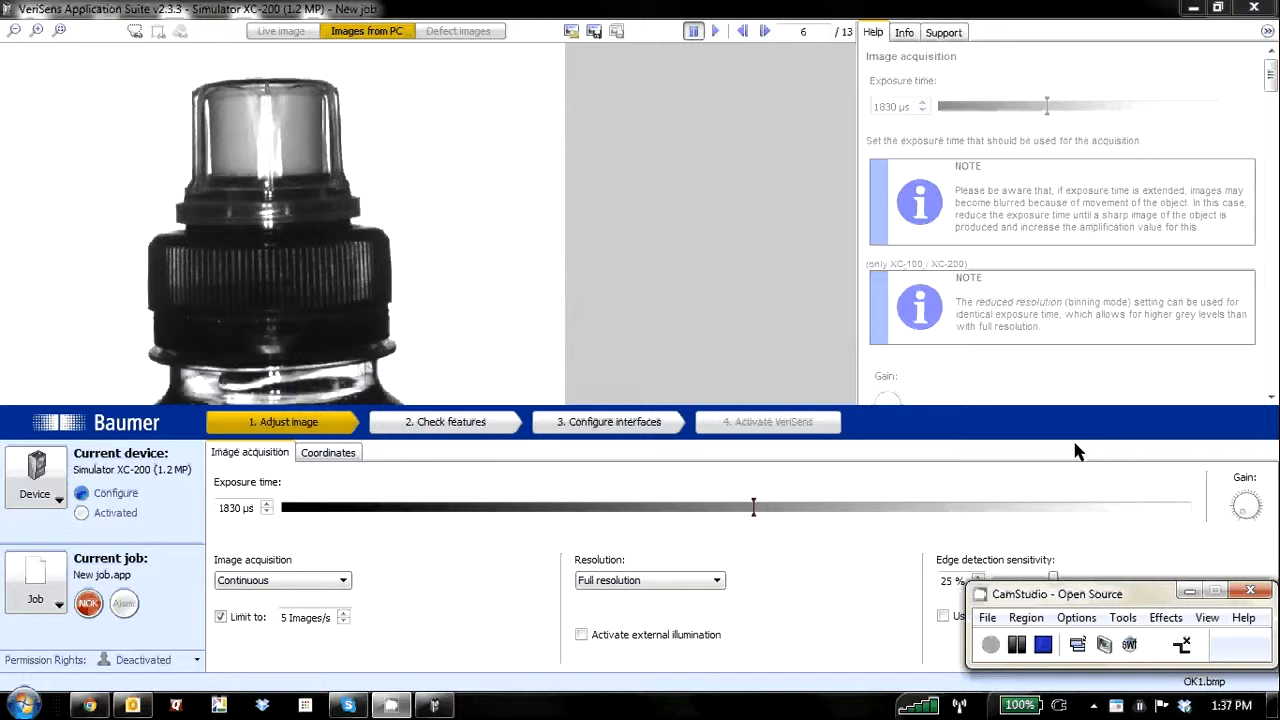 VeriSens Application Suite v2.3.3 - Simulator XC-200 (1.2 MP) - New job
Live image
Images from PC
Defect images
6 / 13
Help
Info
Support
Image acquisition
Exposure time:
1830 µs
Set the exposure time that should be used for the acquisition
NOTE
Please be aware that, if exposure time is extended, images may
become blurred because of movement of the object. In this case,
reduce the exposure time until a sharp image of the object is
produced and increase the amplification value for this.
(only XC-100 / XC-200)
NOTE
The reduced resolution (binning mode) setting can be used for
identical exposure time, which allows for higher grey levels than
with full resolution.
Gain:
Baumer
1. Adjust image
2. Check features
3. Configure interfaces
4. Activate VeriSens
Device
Current device:
Simulator XC-200 (1.2 MP)
Configure
Activated
Job
Current job:
New job.app
NOK
Alarm
Permission Rights:
Deactivated
Image acquisition
Coordinates
Exposure time:
1830 µs
Gain:
Image acquisition
Continuous
Limit to:
5 Images/s
Resolution:
Full resolution
Activate external illumination
Edge detection sensitivity:
25 %
Us
CamStudio - Open Source
File
Region
Options
Tools
Effects
View
Help
SWF
OK1.bmp
100%
1:37 PM